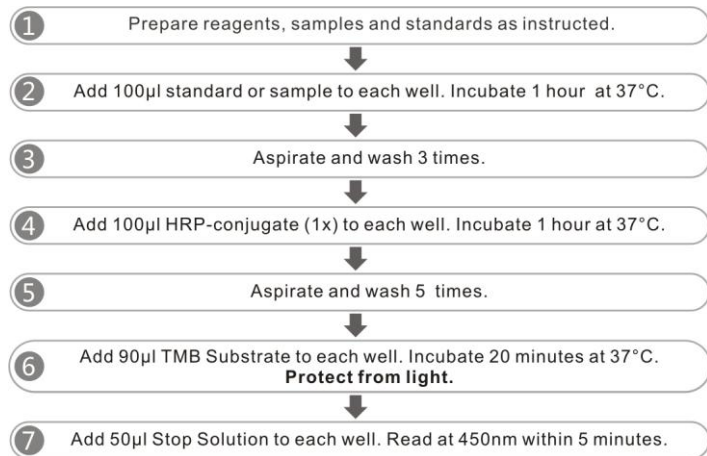 1 Prepare reagents, samples and standards as instructed.
2 Add 100μl standard or sample to each well. Incubate 1 hour at 37°C.
3 Aspirate and wash 3 times.
4 Add 100μl HRP-conjugate (1x) to each well. Incubate 1 hour at 37°C.
5 Aspirate and wash 5 times.
6 Add 90μl TMB Substrate to each well. Incubate 20 minutes at 37°C.
Protect from light.
7 Add 50μl Stop Solution to each well. Read at 450nm within 5 minutes.